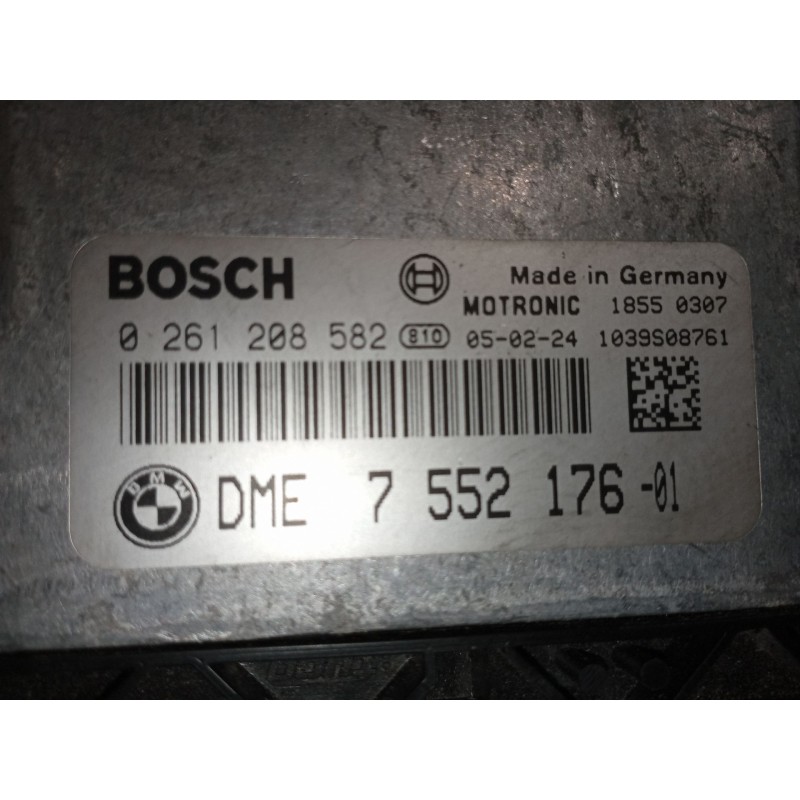 BOSCH
Made in Germany
MOTRONIC 1855 0307
0 261 208 582 810 05-02-24 1039S08761
BMW DME 7 552 176-01